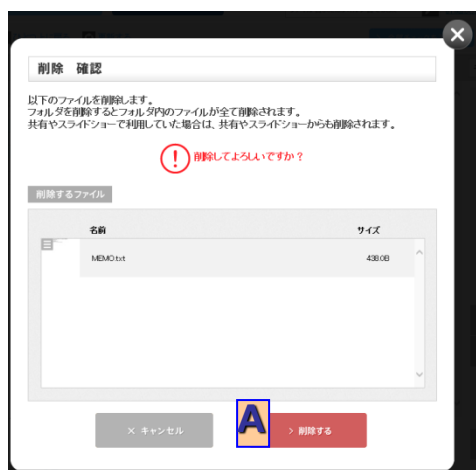 削除　確認
以下のファイルを削除します。
フォルダを削除するとフォルダ内のファイルが全て削除されます。
共有やスライドショーで利用していた場合は、共有やスライドショーからも削除されます。
! 削除してよろしいですか？
削除するファイル
名前 サイズ
MEMO.txt 438.0B
× キャンセル A > 削除する